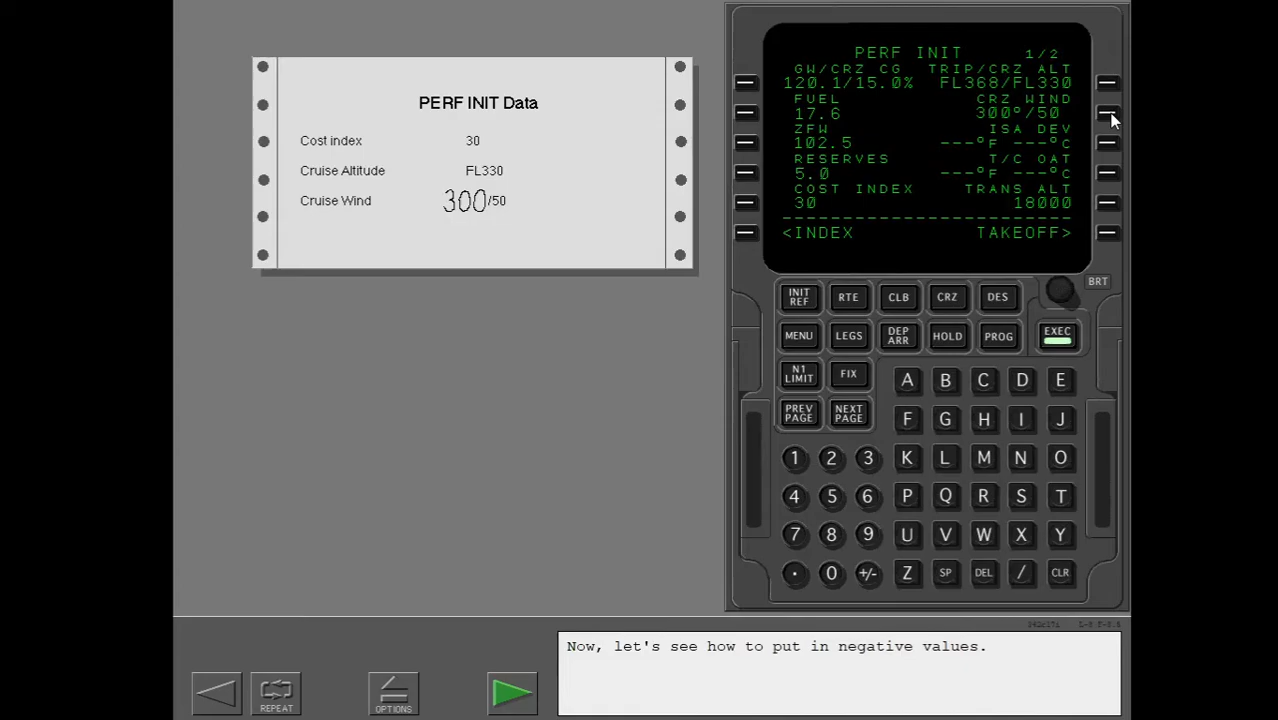 PERF INIT Data
Cost index 30
Cruise Altitude FL330
Cruise Wind 300/50
PERF INIT 1/2
GW/CRZ CG TRIP/CRZ ALT
120.1/15.0% FL368/FL330
FUEL CRZ WIND
17.6 300°/50
ZFW ISA DEV
102.5 ---°F ---°C
RESERVES T/C OAT
5.0 ---°F ---°C
COST INDEX TRANS ALT
30 18000
<INDEX TAKEOFF>
BRT
INIT REF RTE CLB CRZ DES
MENU LEGS DEP ARR HOLD PROG EXEC
N1 LIMIT FIX
PREV PAGE NEXT PAGE
A B C D E
F G H I J
1 2 3 K L M N O
4 5 6 P Q R S T
7 8 9 U V W X Y
. 0 +/- Z SP DEL / CLR
Now, let's see how to put in negative values.
REPEAT
OPTIONS